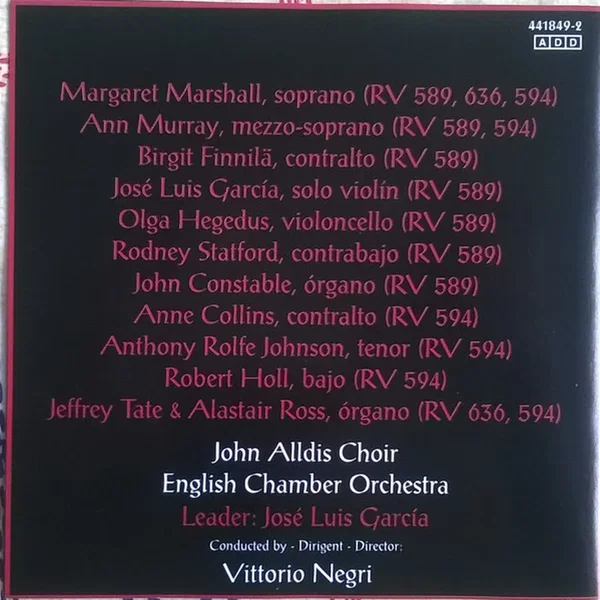 441849-2
ADD
Margaret Marshall, soprano (RV 589, 636, 594)
Ann Murray, mezzo-soprano (RV 589, 594)
Birgit Finnilä, contralto (RV 589)
José Luis García, solo violín (RV 589)
Olga Hegedus, violoncello (RV 589)
Rodney Statford, contrabajo (RV 589)
John Constable, órgano (RV 589)
Anne Collins, contralto (RV 594)
Anthony Rolfe Johnson, tenor (RV 594)
Robert Holl, bajo (RV 594)
Jeffrey Tate & Alastair Ross, órgano (RV 636, 594)
John Alldis Choir
English Chamber Orchestra
Leader: José Luis García
Conducted by - Dirigent - Director:
Vittorio Negri